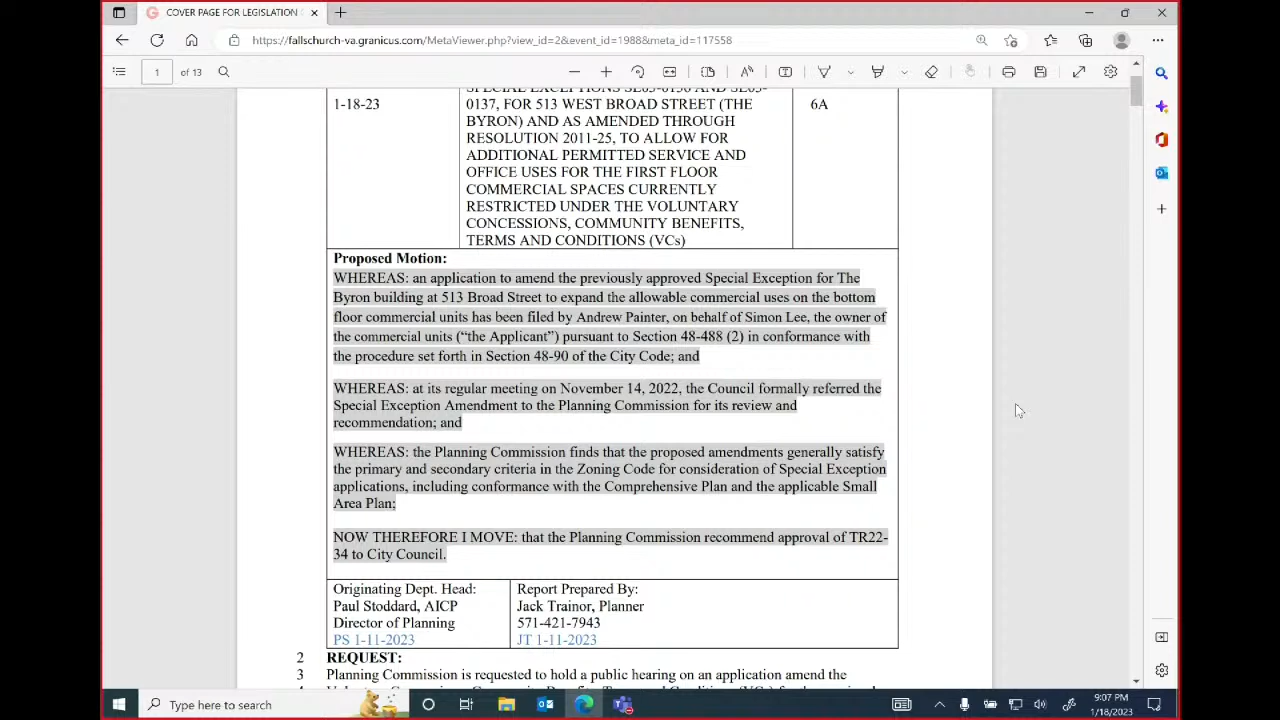 COVER PAGE FOR LEGISLATION
https://fallschurch-va.granicus.com/MetaViewer.php?view_id=2&event_id=1988&meta_id=117558
1 of 13
SPECIAL EXCEPTIONS SE03-0136 AND SE03-
1-18-23
0137, FOR 513 WEST BROAD STREET (THE
6A
BYRON) AND AS AMENDED THROUGH
RESOLUTION 2011-25, TO ALLOW FOR
ADDITIONAL PERMITTED SERVICE AND
OFFICE USES FOR THE FIRST FLOOR
COMMERCIAL SPACES CURRENTLY
RESTRICTED UNDER THE VOLUNTARY
CONCESSIONS, COMMUNITY BENEFITS,
TERMS AND CONDITIONS (VCs)
Proposed Motion:
WHEREAS: an application to amend the previously approved Special Exception for The
Byron building at 513 Broad Street to expand the allowable commercial uses on the bottom
floor commercial units has been filed by Andrew Painter, on behalf of Simon Lee, the owner of
the commercial units (“the Applicant”) pursuant to Section 48-488 (2) in conformance with
the procedure set forth in Section 48-90 of the City Code; and
WHEREAS: at its regular meeting on November 14, 2022, the Council formally referred the
Special Exception Amendment to the Planning Commission for its review and
recommendation; and
WHEREAS: the Planning Commission finds that the proposed amendments generally satisfy
the primary and secondary criteria in the Zoning Code for consideration of Special Exception
applications, including conformance with the Comprehensive Plan and the applicable Small
Area Plan;
NOW THEREFORE I MOVE: that the Planning Commission recommend approval of TR22-
34 to City Council.
Originating Dept. Head:
Paul Stoddard, AICP
Director of Planning
PS 1-11-2023
Report Prepared By:
Jack Trainor, Planner
571-421-7943
JT 1-11-2023
2 REQUEST:
3 Planning Commission is requested to hold a public hearing on an application amend the
Type here to search
9:07 PM
1/18/2023